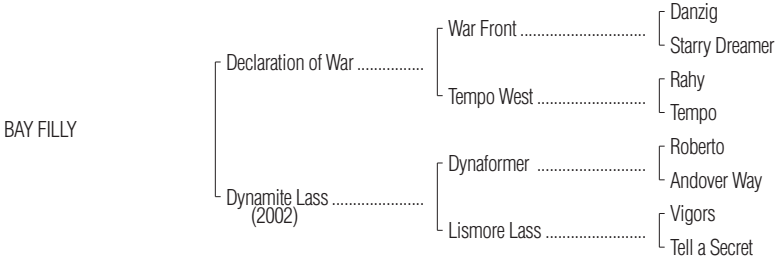 Danzig
War Front ..............................
Starry Dreamer
Declaration of War ................
Rahy
Tempo West ..........................
Tempo
BAY FILLY
Roberto
Dynaformer ..........................
Andover Way
Dynamite Lass ......................
(2002)
Vigors
Lismore Lass ........................
Tell a Secret